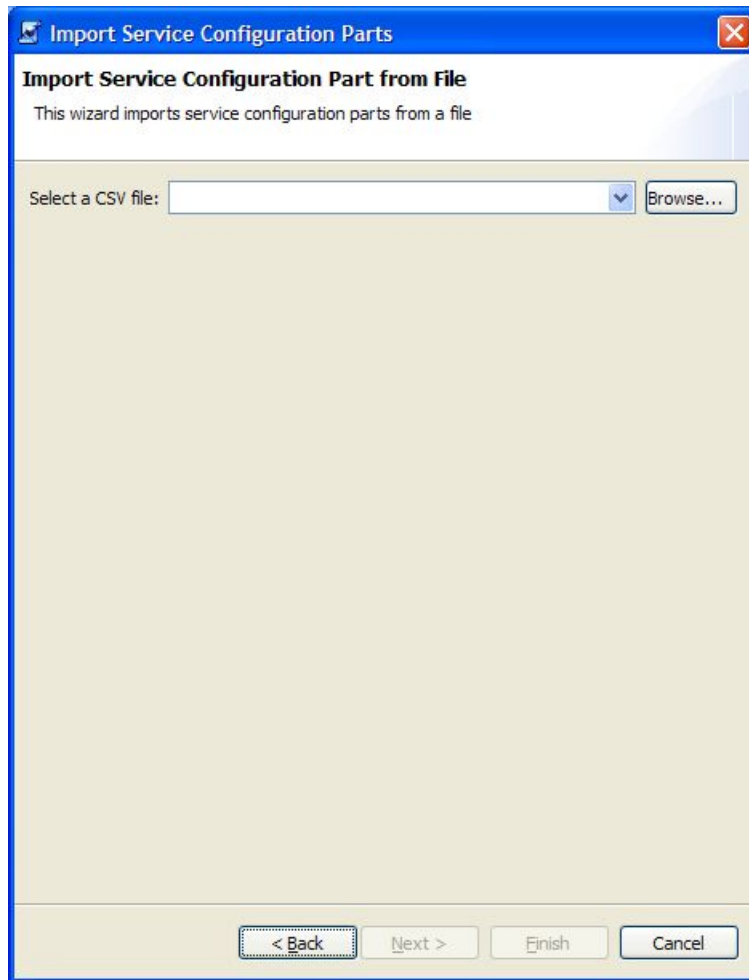 Import Service Configuration Parts
Import Service Configuration Part from File
This wizard imports service configuration parts from a file
Select a CSV file:
Browse...
< Back
Next >
Finish
Cancel